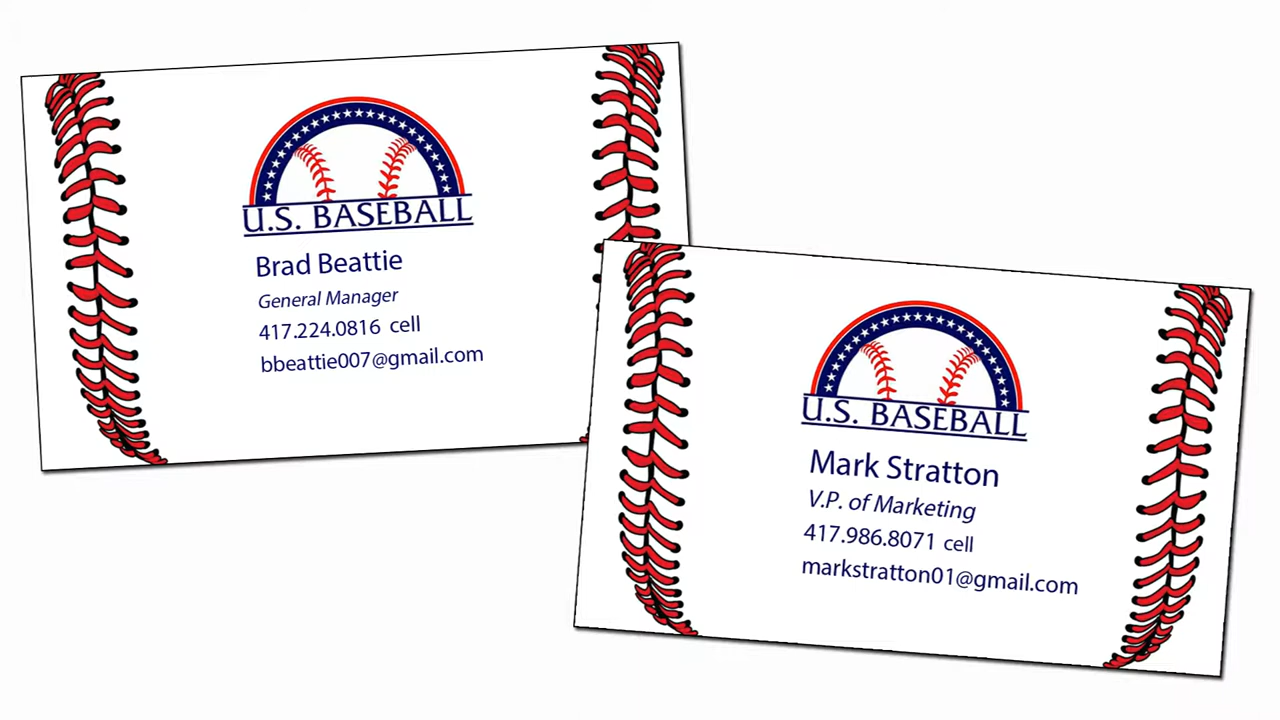 U.S. BASEBALL
Brad Beattie
General Manager
417.224.0816 cell
bbeattie007@gmail.com
U.S. BASEBALL
Mark Stratton
V.P. of Marketing
417.986.8071 cell
markstratton01@gmail.com